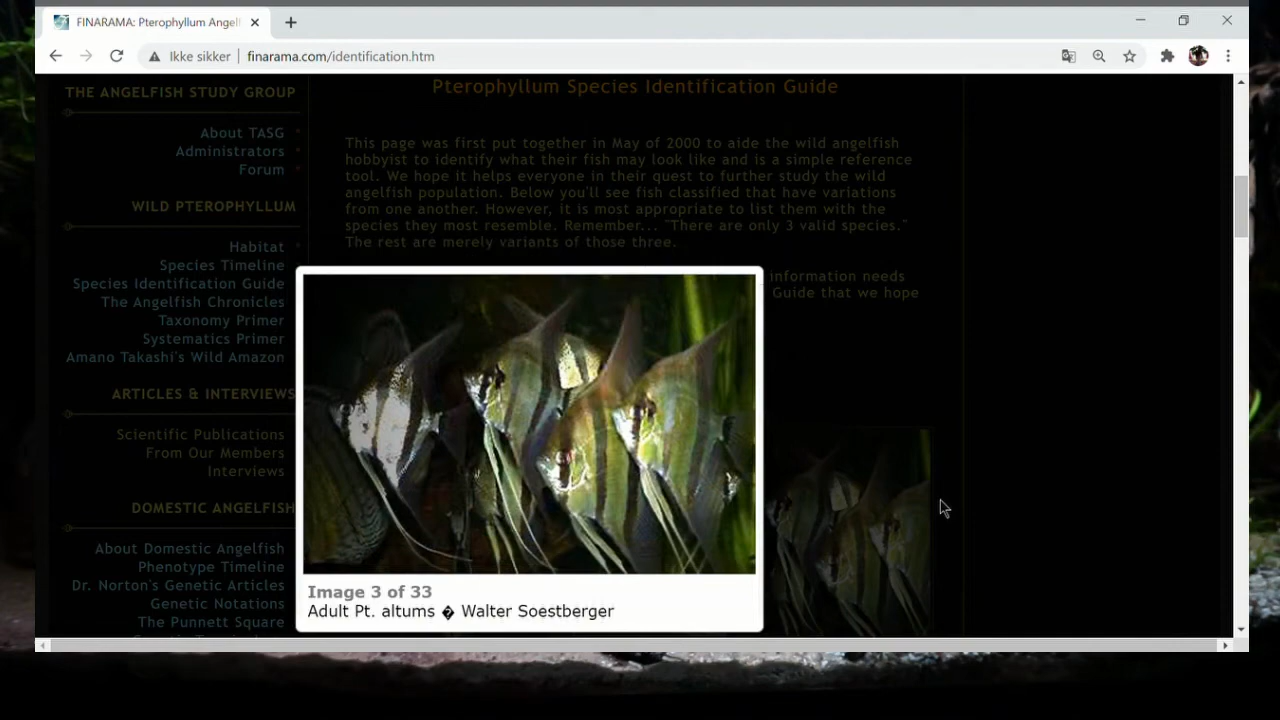 FINARAMA: Pterophyllum Angelf
Ikke sikker
finarama.com/identification.htm
THE ANGELFISH STUDY GROUP
About TASG
Administrators
Forum
WILD PTEROPHYLLUM
Habitat
Species Timeline
Species Identification Guide
The Angelfish Chronicles
Taxonomy Primer
Systematics Primer
Amano Takashi's Wild Amazon
ARTICLES & INTERVIEWS
Scientific Publications
From Our Members
Interviews
DOMESTIC ANGELFISH
About Domestic Angelfish
Phenotype Timeline
Dr. Norton's Genetic Articles
Genetic Notations
The Punnett Square
Pterophyllum Species Identification Guide
This page was first put together in May of 2000 to aide the wild angelfish
hobbyist to identify what their fish may look like and is a simple reference
tool. We hope it helps everyone in their quest to further study the wild
angelfish population. Below you'll see fish classified that have variations
from one another. However, it is most appropriate to list them with the
species they most resemble. Remember... "There are only 3 valid species."
The rest are merely variants of those three.
information needs
Guide that we hope
Image 3 of 33
Adult Pt. altums � Walter Soestberger